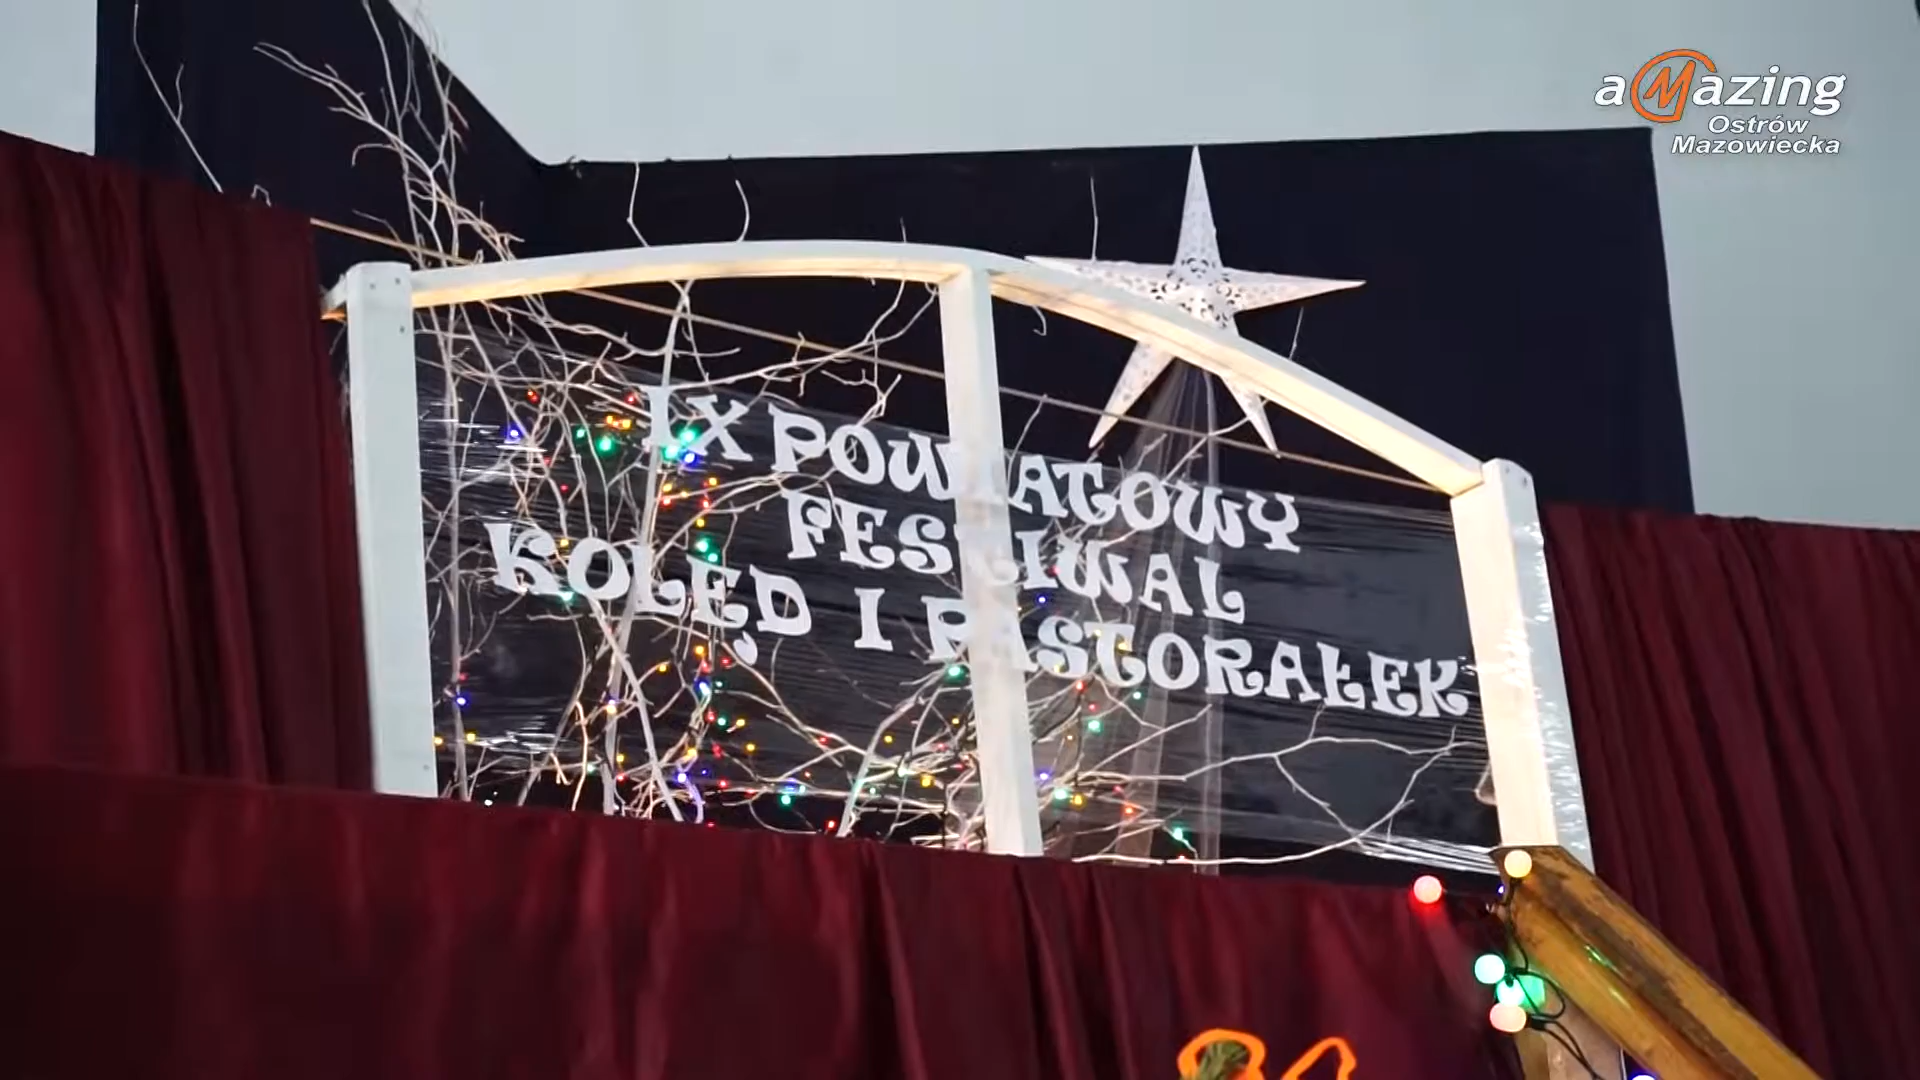 aMazing
Ostrów
Mazowiecka
IX POWIATOWY
FESTIWAL
KOLĘD I PASTORAŁEK